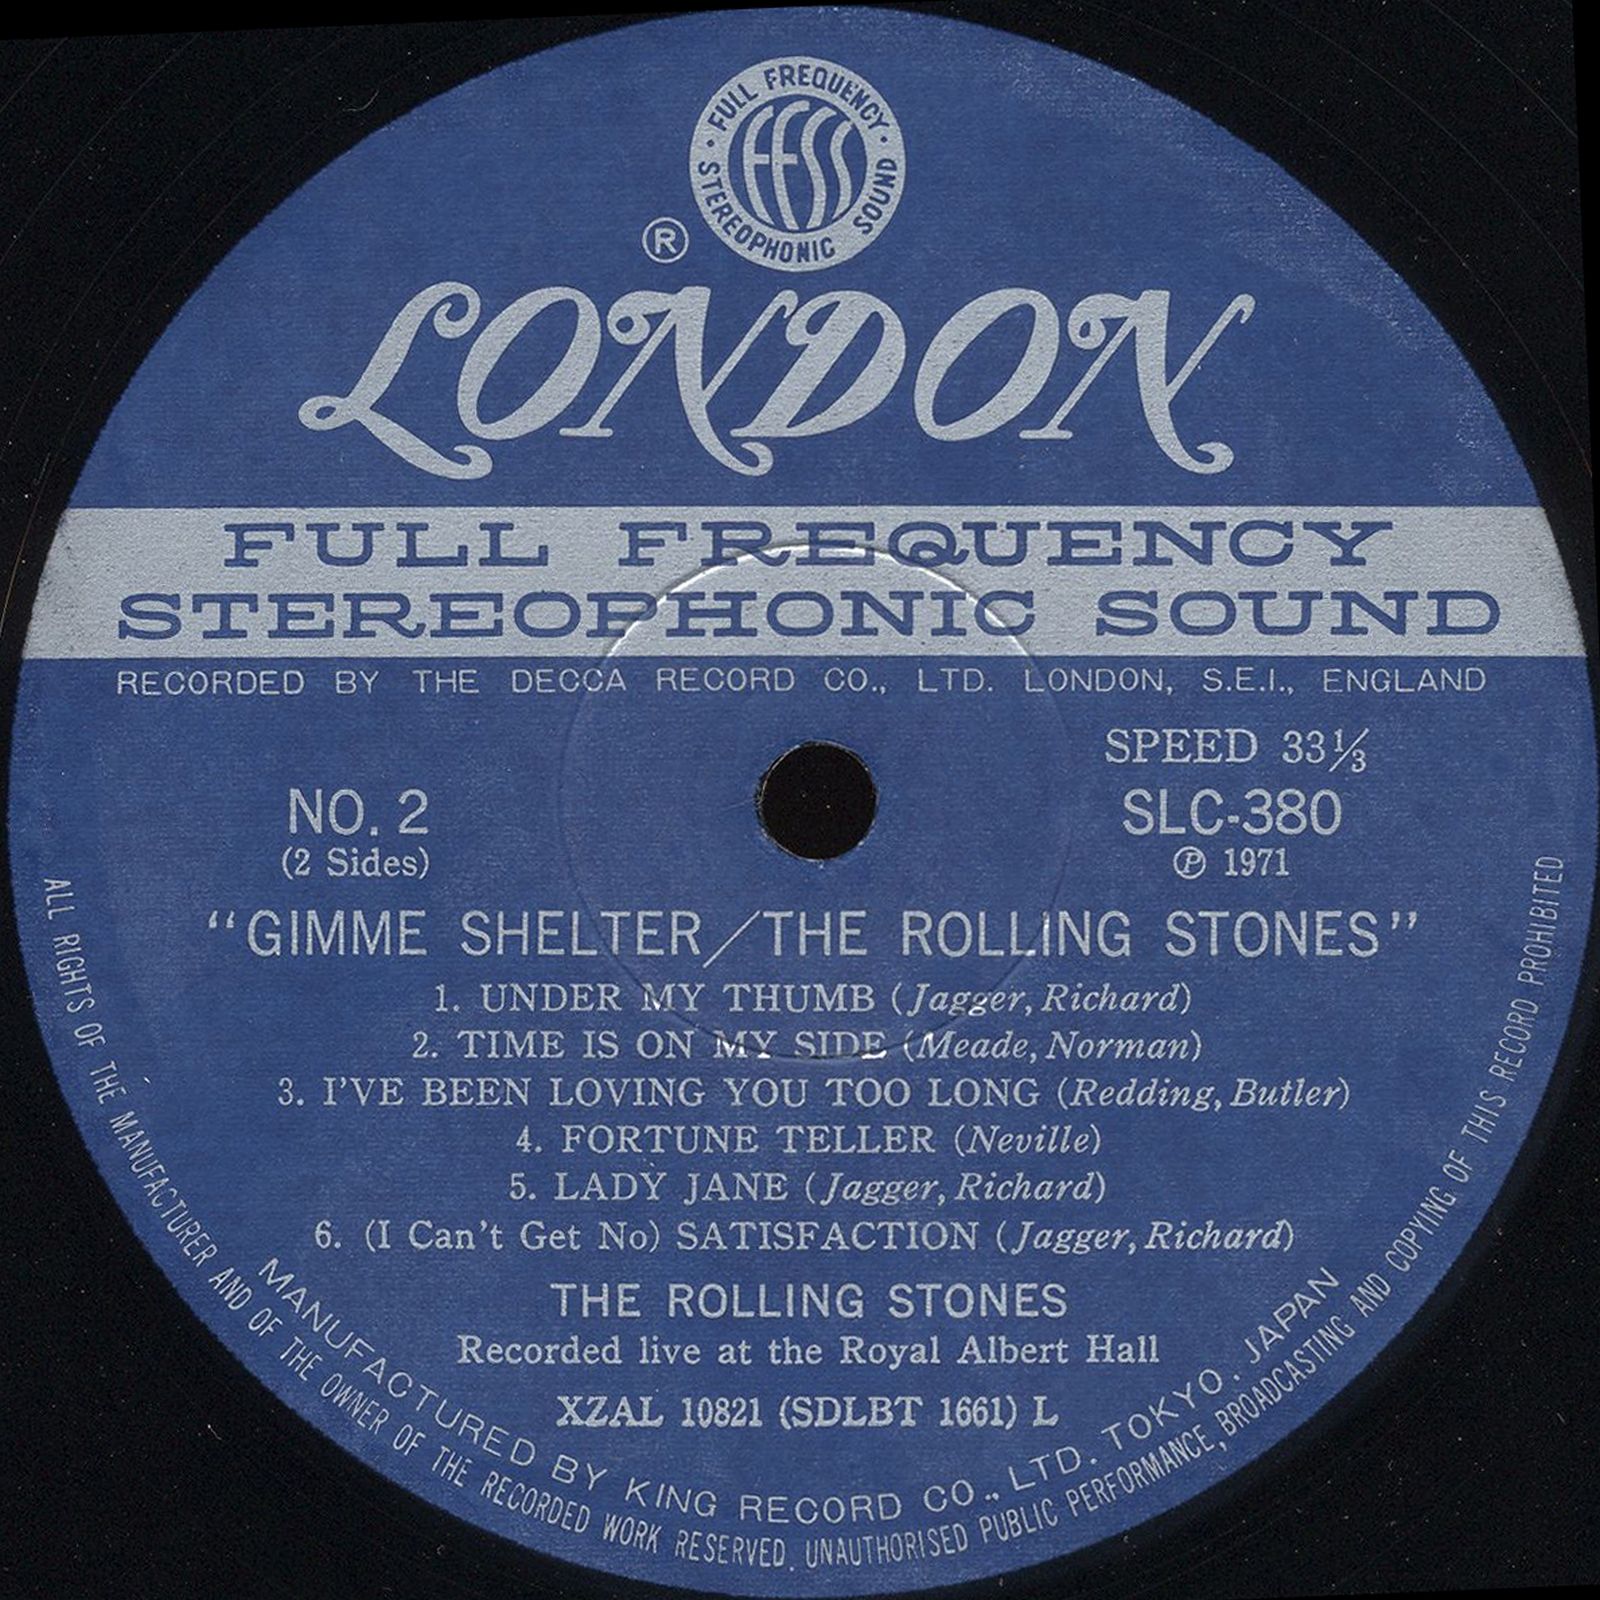 FULL FREQUENCY
ffss
STEREOPHONIC SOUND
®
LONDON
FULL FREQUENCY
STEREOPHONIC SOUND
RECORDED BY THE DECCA RECORD CO., LTD. LONDON, S.E.I., ENGLAND
SPEED 33⅓
NO. 2
SLC-380
(2 Sides)
℗ 1971
“GIMME SHELTER/THE ROLLING STONES”
1. UNDER MY THUMB (Jagger, Richard)
2. TIME IS ON MY SIDE (Meade, Norman)
3. I'VE BEEN LOVING YOU TOO LONG (Redding, Butler)
4. FORTUNE TELLER (Neville)
5. LADY JANE (Jagger, Richard)
6. (I Can't Get No) SATISFACTION (Jagger, Richard)
THE ROLLING STONES
Recorded live at the Royal Albert Hall
XZAL 10821 (SDLBT 1661) L
MANUFACTURED BY KING RECORD CO., LTD. TOKYO. JAPAN
ALL RIGHTS OF THE MANUFACTURER AND OF THE OWNER OF THE RECORDED WORK RESERVED. UNAUTHORISED PUBLIC PERFORMANCE, BROADCASTING AND COPYING OF THIS RECORD PROHIBITED